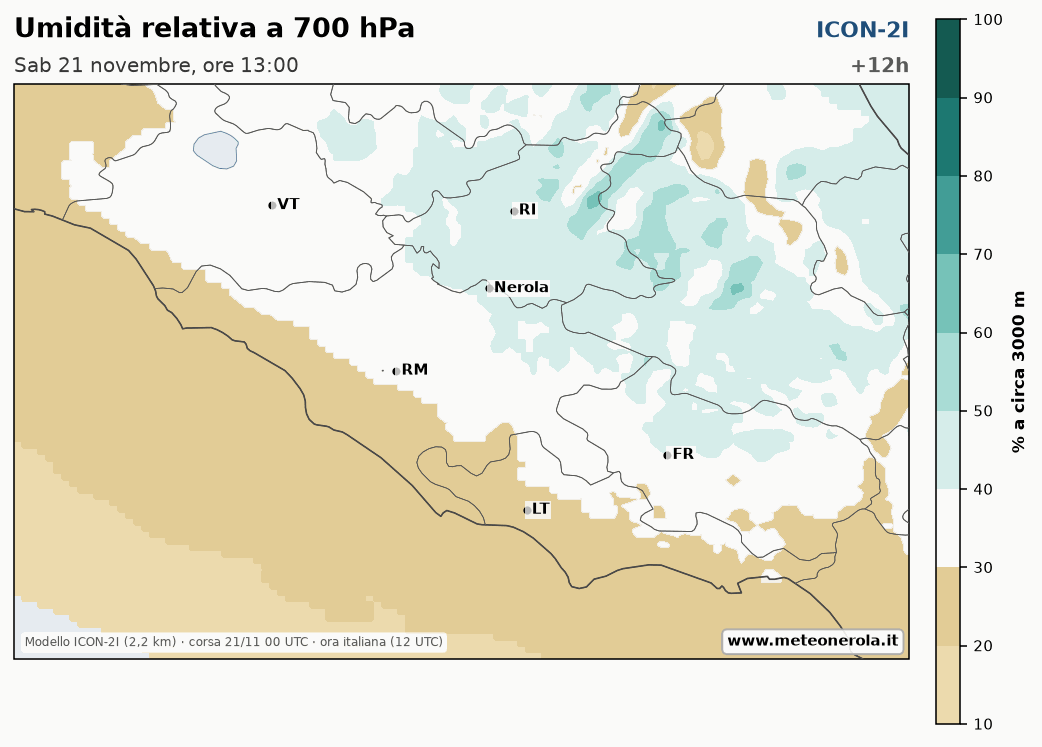 Umidità relativa a 700 hPa
ICON-2I
Sab 21 novembre, ore 13:00
+12h
100
90
80
70
60
50
40
30
20
10
% a circa 3000 m
VT
RI
Nerola
RM
FR
LT
Modello ICON-2I (2,2 km) · corsa 21/11 00 UTC · ora italiana (12 UTC)
www.meteonerola.it